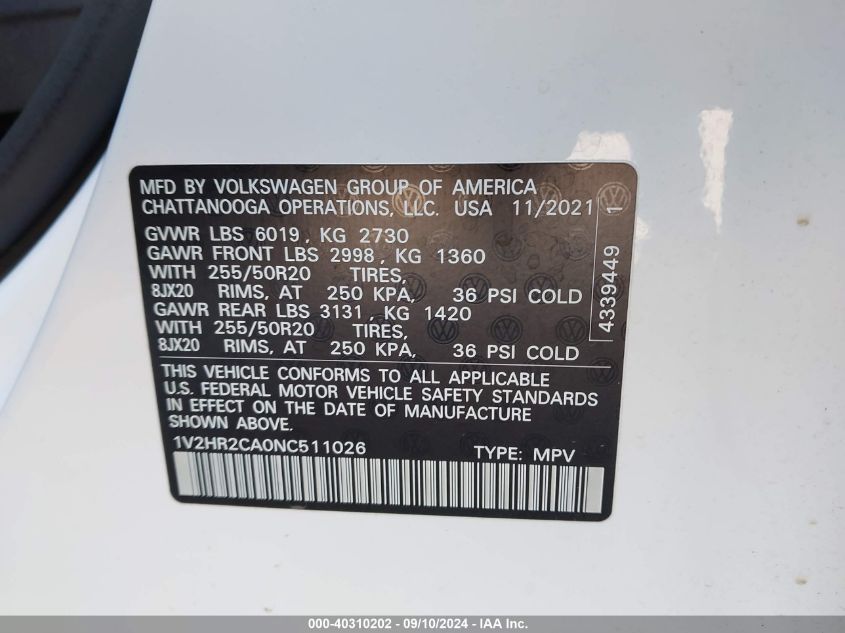 MFD BY VOLKSWAGEN GROUP OF AMERICA
CHATTANOOGA OPERATIONS, LLC. USA 11/2021
GVWR LBS 6019, KG 2730
GAWR FRONT LBS 2998, KG 1360
WITH 255/50R20 TIRES,
8JX20 RIMS, AT 250 KPA, 36 PSI COLD
GAWR REAR LBS 3131, KG 1420
WITH 255/50R20 TIRES,
8JX20 RIMS, AT 250 KPA, 36 PSI COLD
THIS VEHICLE CONFORMS TO ALL APPLICABLE
U.S. FEDERAL MOTOR VEHICLE SAFETY STANDARDS
IN EFFECT ON THE DATE OF MANUFACTURE
SHOWN ABOVE.
1V2HR2CA0NC511026 TYPE: MPV
4339449 1
000-40310202 - 09/10/2024 - IAA Inc.